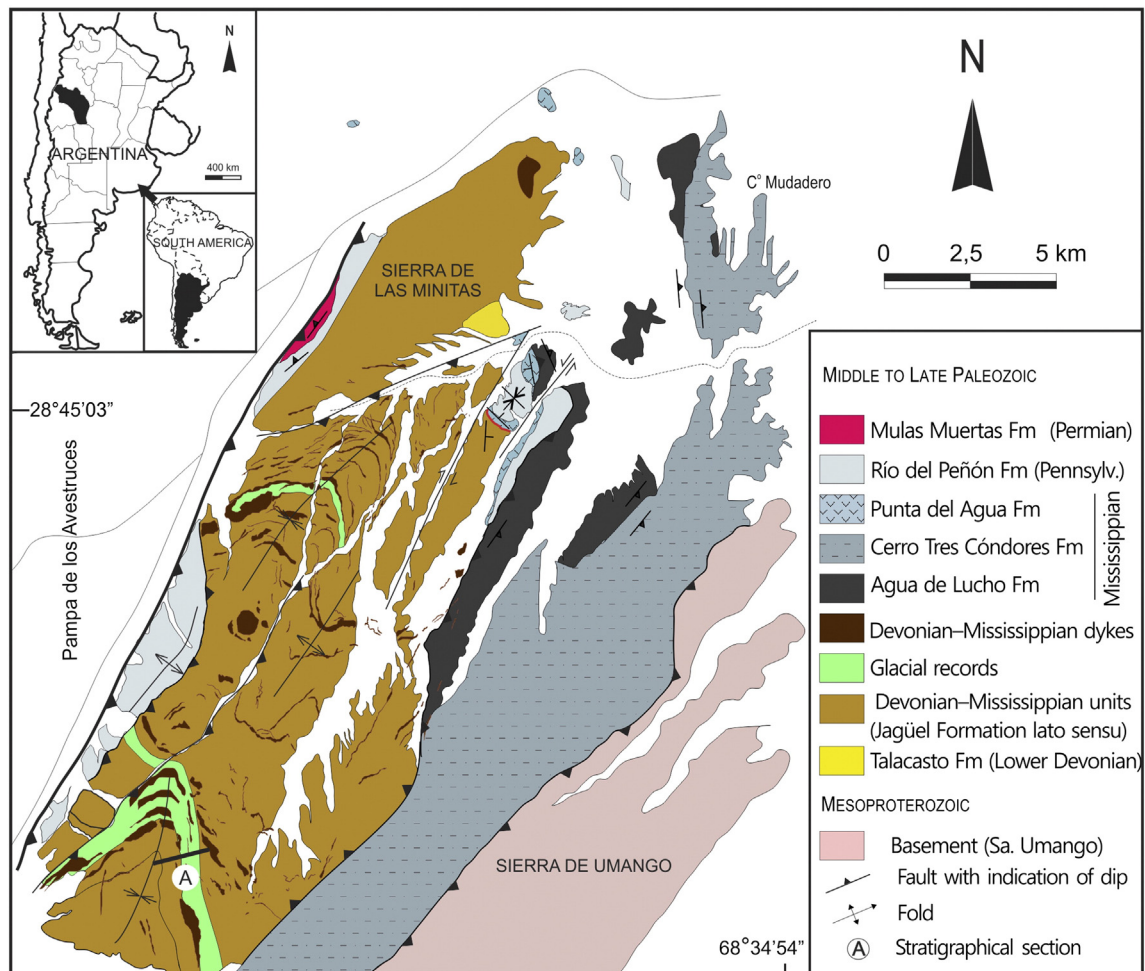 N
ARGENTINA
400 km
SOUTH AMERICA
N
C° Mudadero
0 2,5 5 km
SIERRA DE
LAS MINITAS
28°45'03”
Pampa de los Avestruces
SIERRA DE UMANGO
68°34'54”
A
MIDDLE TO LATE PALEOZOIC
Mulas Muertas Fm (Permian)
Río del Peñón Fm (Pennsylv.)
Punta del Agua Fm
Cerro Tres Cóndores Fm
Agua de Lucho Fm
Mississippian
Devonian–Mississippian dykes
Glacial records
Devonian–Mississippian units
(Jagüel Formation lato sensu)
Talacasto Fm (Lower Devonian)
MESOPROTEROZOIC
Basement (Sa. Umango)
Fault with indication of dip
Fold
A Stratigraphical section